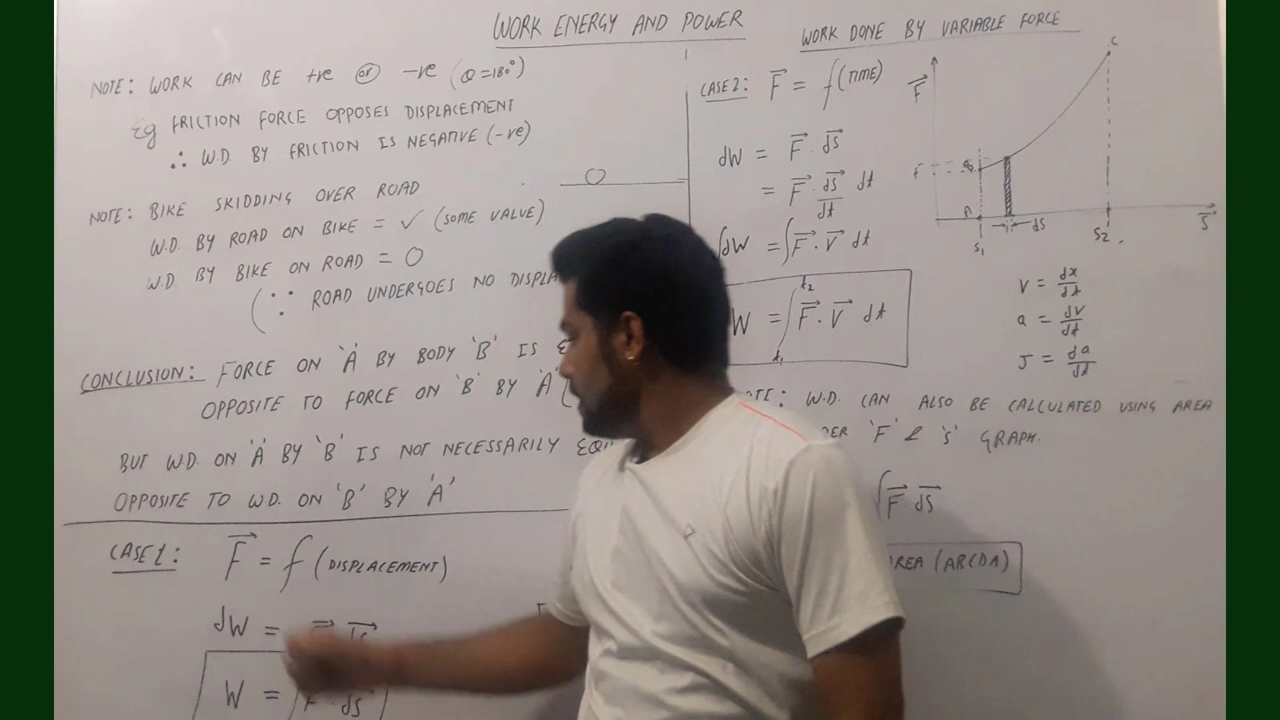 WORK ENERGY AND POWER
NOTE: WORK CAN BE +ve or -ve (θ=180°)
Eg FRICTION FORCE OPPOSES DISPLACEMENT
∴ W.D. BY FRICTION IS NEGATIVE (-ve)
NOTE: BIKE SKIDDING OVER ROAD
W.D. BY ROAD ON BIKE = ✓ (SOME VALUE)
W.D BY BIKE ON ROAD = 0
(∵ ROAD UNDERGOES NO
CONCLUSION: FORCE ON 'A' BY BODY 'B' IS
OPPOSITE TO FORCE ON 'B' BY 'A' (
BUT W.D. ON 'A' BY 'B' IS NOT NECESSARILY
OPPOSITE TO W.D. ON 'B' BY 'A'
CASE 1: F⃗ = f (DISPLACEMENT)
dW =
W = ∫ F⃗ ds⃗
WORK DONE BY VARIABLE FORCE
CASE 2: F⃗ = f(TIME)
dW = F⃗ . ds⃗
= F⃗ . ds⃗/dt dt
∫dW = ∫F⃗ . V⃗ dt
W = ∫t₁ t₂ F⃗ . V⃗ dt
F⃗
C
F
B
A
ds
S₁
S₂
S⃗
V = dx/dt
a = dV/dt
J = da/dt
W.D. CAN ALSO BE CALCULATED USING AREA
'F' & 's' GRAPH.
∫F⃗ ds⃗
(ABCDA)